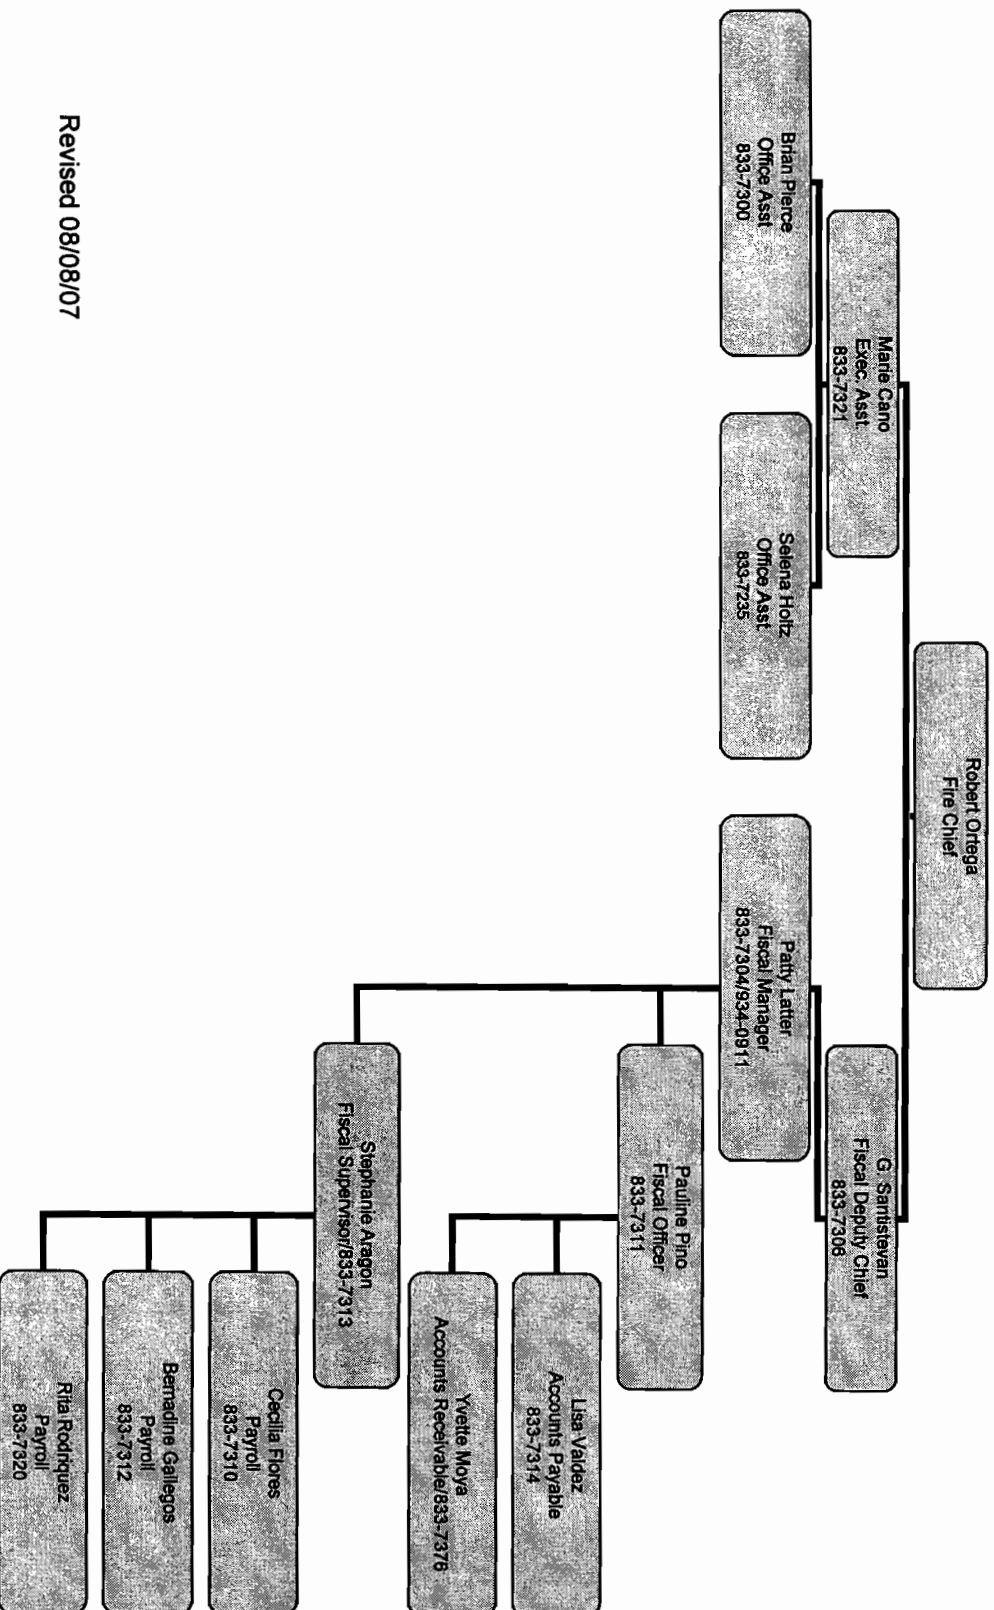 Robert Ortega
Fire Chief
Marie Cano
Exec. Asst.
833-7321
G. Santistevan
Fiscal Deputy Chief
833-7306
Brian Pierce
Office Asst
833-7300
Selena Holtz
Office Asst.
833-7235
Patty Latter
Fiscal Manager
833-7304/934-0911
Pauline Pino
Fiscal Officer
833-7311
Lisa Valdez
Accounts Payable
833-7314
Yvette Moya
Accounts Receivable/833-7376
Stephanie Aragon
Fiscal Supervisor/833-7313
Cecilia Flores
Payroll
833-7310
Bernadine Gallegos
Payroll
833-7312
Rita Rodriquez
Payroll
833-7320
Revised 08/08/07